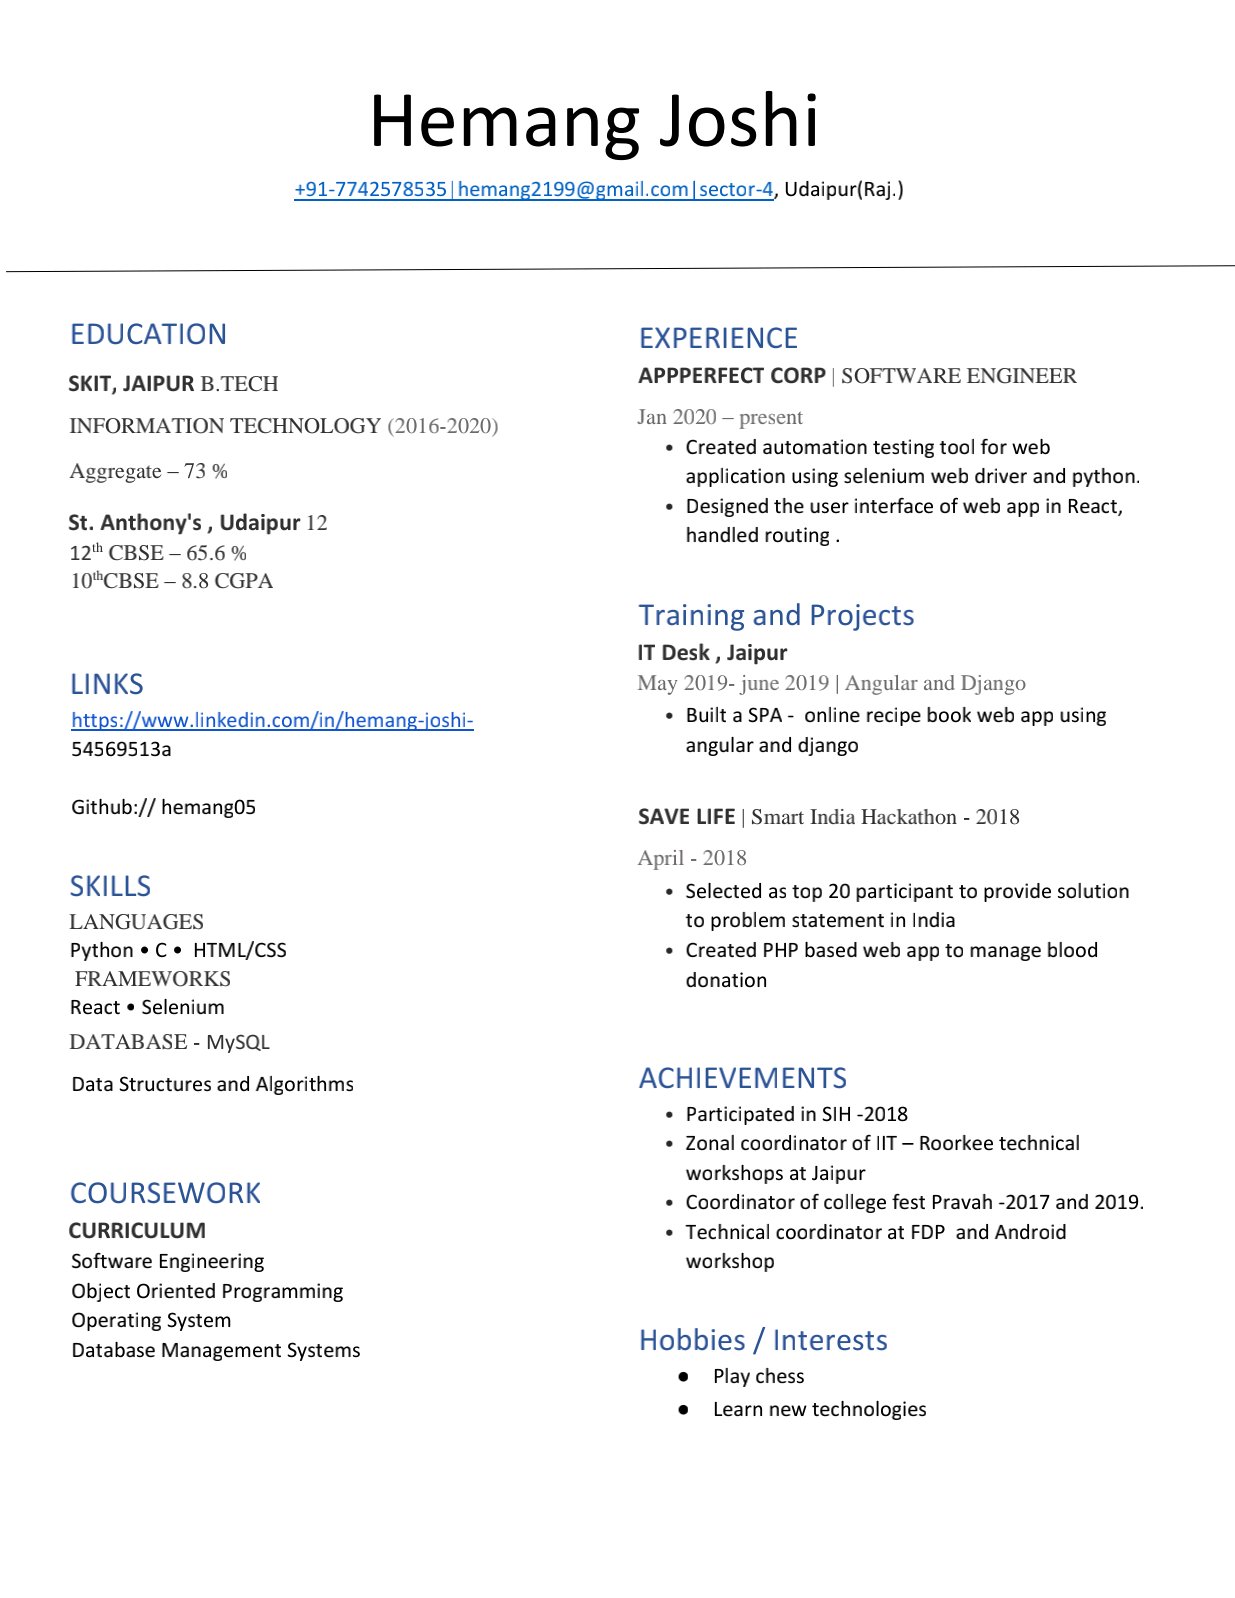 Hemang Joshi
+91-7742578535|hemang2199@gmail.com|sector-4, Udaipur(Raj.)
EDUCATION
SKIT, JAIPUR B.TECH
INFORMATION TECHNOLOGY (2016-2020)
Aggregate – 73 %
St. Anthony's , Udaipur 12
12th CBSE – 65.6 %
10thCBSE – 8.8 CGPA
LINKS
https://www.linkedin.com/in/hemang-joshi-
54569513a
Github:// hemang05
SKILLS
LANGUAGES
Python • C • HTML/CSS
FRAMEWORKS
React • Selenium
DATABASE - MySQL
Data Structures and Algorithms
COURSEWORK
CURRICULUM
Software Engineering
Object Oriented Programming
Operating System
Database Management Systems
EXPERIENCE
APPPERFECT CORP | SOFTWARE ENGINEER
Jan 2020 – present
• Created automation testing tool for web
application using selenium web driver and python.
• Designed the user interface of web app in React,
handled routing .
Training and Projects
IT Desk , Jaipur
May 2019- june 2019 | Angular and Django
• Built a SPA - online recipe book web app using
angular and django
SAVE LIFE | Smart India Hackathon - 2018
April - 2018
• Selected as top 20 participant to provide solution
to problem statement in India
• Created PHP based web app to manage blood
donation
ACHIEVEMENTS
• Participated in SIH -2018
• Zonal coordinator of IIT – Roorkee technical
workshops at Jaipur
• Coordinator of college fest Pravah -2017 and 2019.
• Technical coordinator at FDP and Android
workshop
Hobbies / Interests
● Play chess
● Learn new technologies